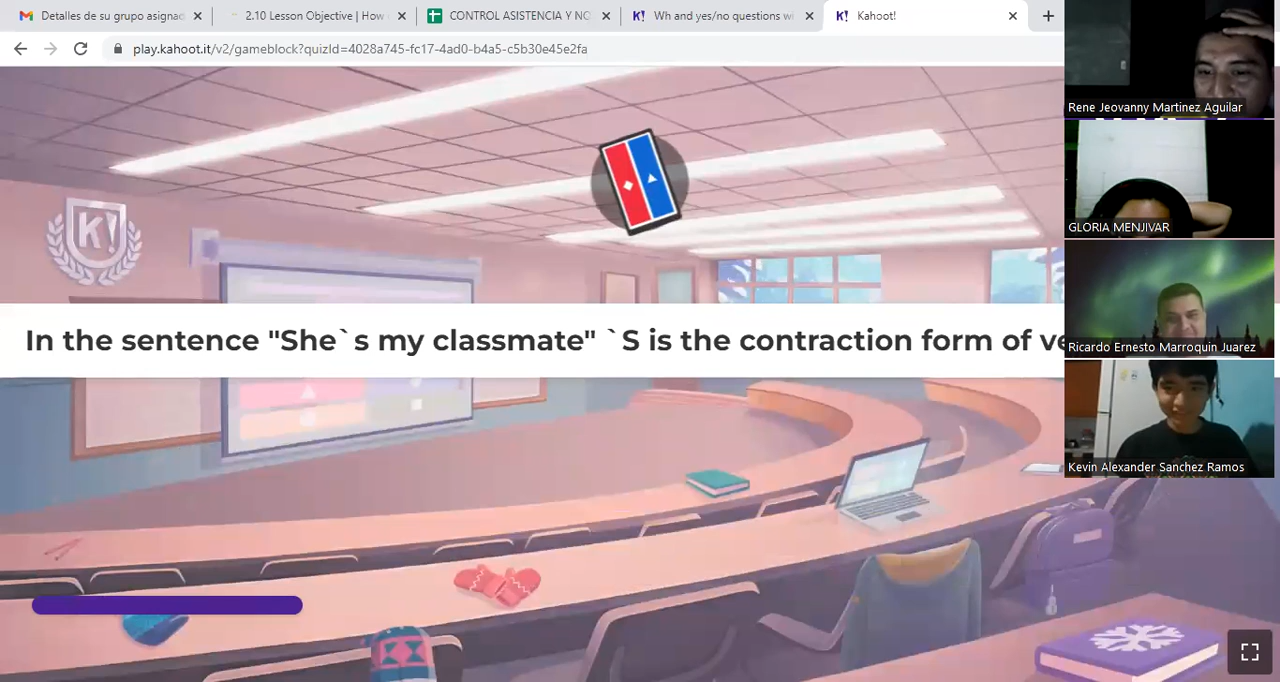 Detalles de su grupo asignad
2.10 Lesson Objective | How
CONTROL ASISTENCIA Y NO
Wh and yes/no questions wi
Kahoot!
play.kahoot.it/v2/gameblock?quizId=4028a745-fc17-4ad0-b4a5-c5b30e45e2fa
Rene Jeovanny Martinez Aguilar
K!
GLORIA MENJIVAR
In the sentence "She`s my classmate" `S is the contraction form of ve
Ricardo Ernesto Marroquin Juarez
Kevin Alexander Sanchez Ramos